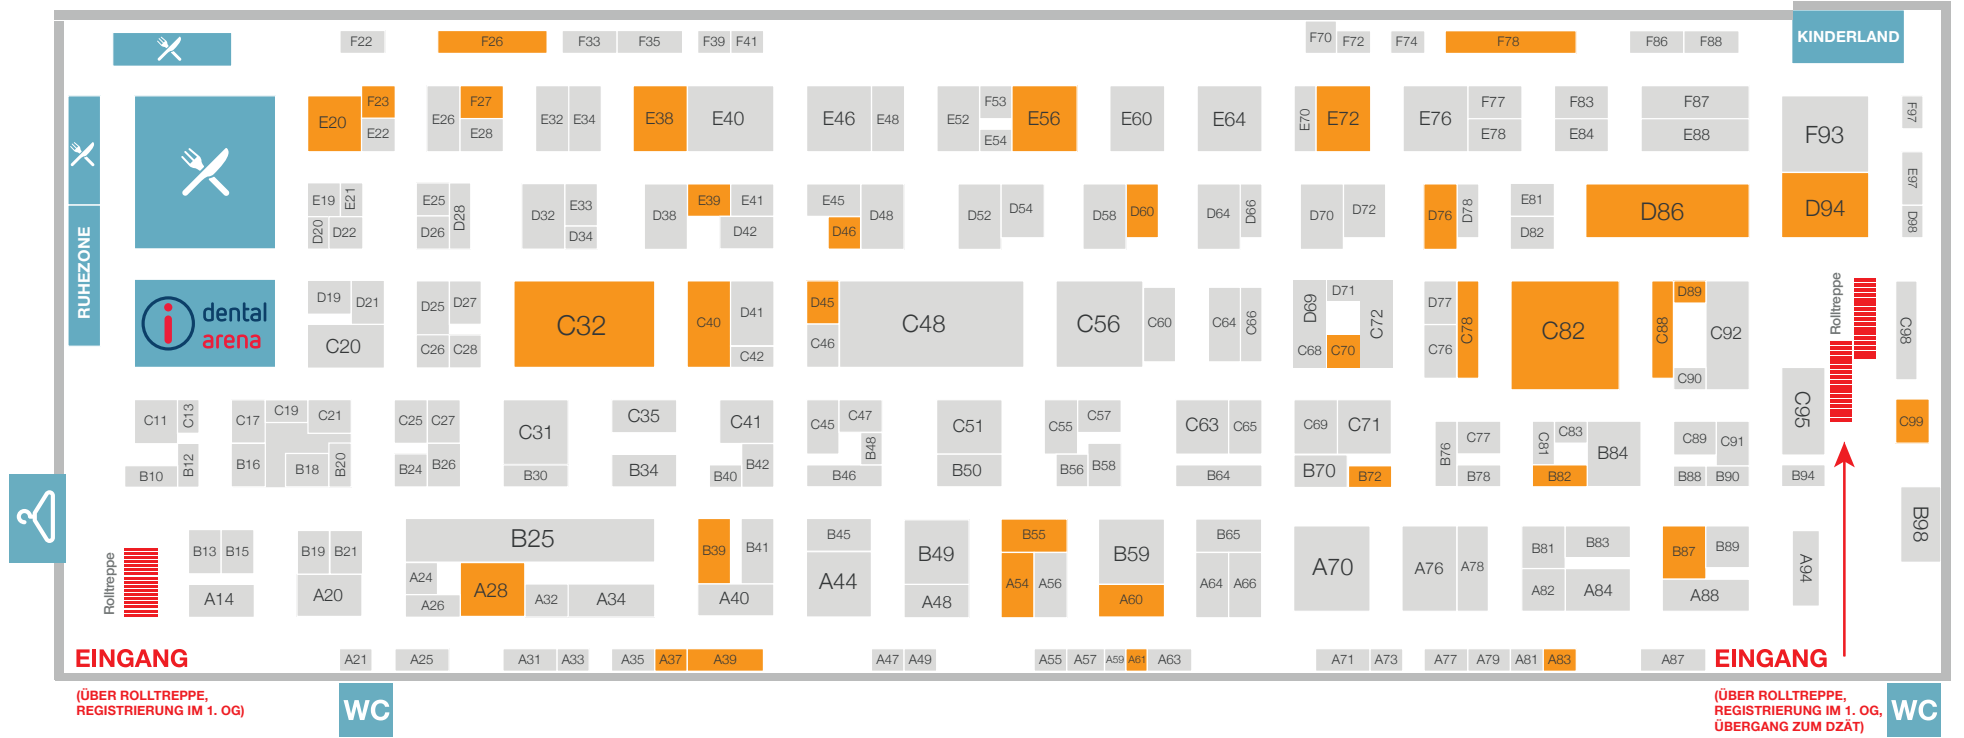 F22 F26 F33 F35 F39 F41 F70 F72 F74 F78 F86 F88 KINDERLAND
E20 F23 E22 E26 F27 E28 E32 E34 E38 E40 E46 E48 E52 F53 E54 E56 E60 E64 E70 E72 E76 F77 E78 F83 E84 F87 E88 F93 F97
E19 E21 D20 D22 E25 D26 D28 D32 E33 D34 D38 E39 E41 D42 E45 D46 D48 D52 D54 D58 D60 D64 D66 D70 D72 D76 D78 E81 D82 D86 D94 E97 D98
RUHEZONE
dental
arena
D19 D21 C20 D25 D27 C26 C28 C32 C40 D41 C42 D45 C46 C48 C56 C60 C64 C66 D69 D71 C68 C70 C72 D77 C76 C78 C82 C88 D89 C90 C92 Rolltreppe C98
C11 C13 B10 B12 C17 C19 C21 B16 B18 B20 C25 C27 B24 B26 C31 B30 C35 B34 C41 B40 B42 C45 C47 B48 B46 C51 B50 C55 C57 B56 B58 C63 C65 B64 C69 C71 B70 B72 B76 C77 B78 C81 C83 B82 B84 C89 C91 B88 B90 C95 B94 C99
Rolltreppe
B13 B15 A14 B19 B21 A20 B25 A24 A26 A28 A32 A34 B39 B41 A40 B45 A44 B49 A48 B55 A54 A56 B59 A60 B65 A64 A66 A70 A76 A78 B81 B83 A82 A84 B87 B89 A88 A94 B98
EINGANG A21 A25 A31 A33 A35 A37 A39 A47 A49 A55 A57 A59 A61 A63 A71 A73 A77 A79 A81 A83 A87 EINGANG
(ÜBER ROLLTREPPE,
REGISTRIERUNG IM 1. OG)
WC
(ÜBER ROLLTREPPE,
REGISTRIERUNG IM 1. OG,
ÜBERGANG ZUM DZÄT)
WC